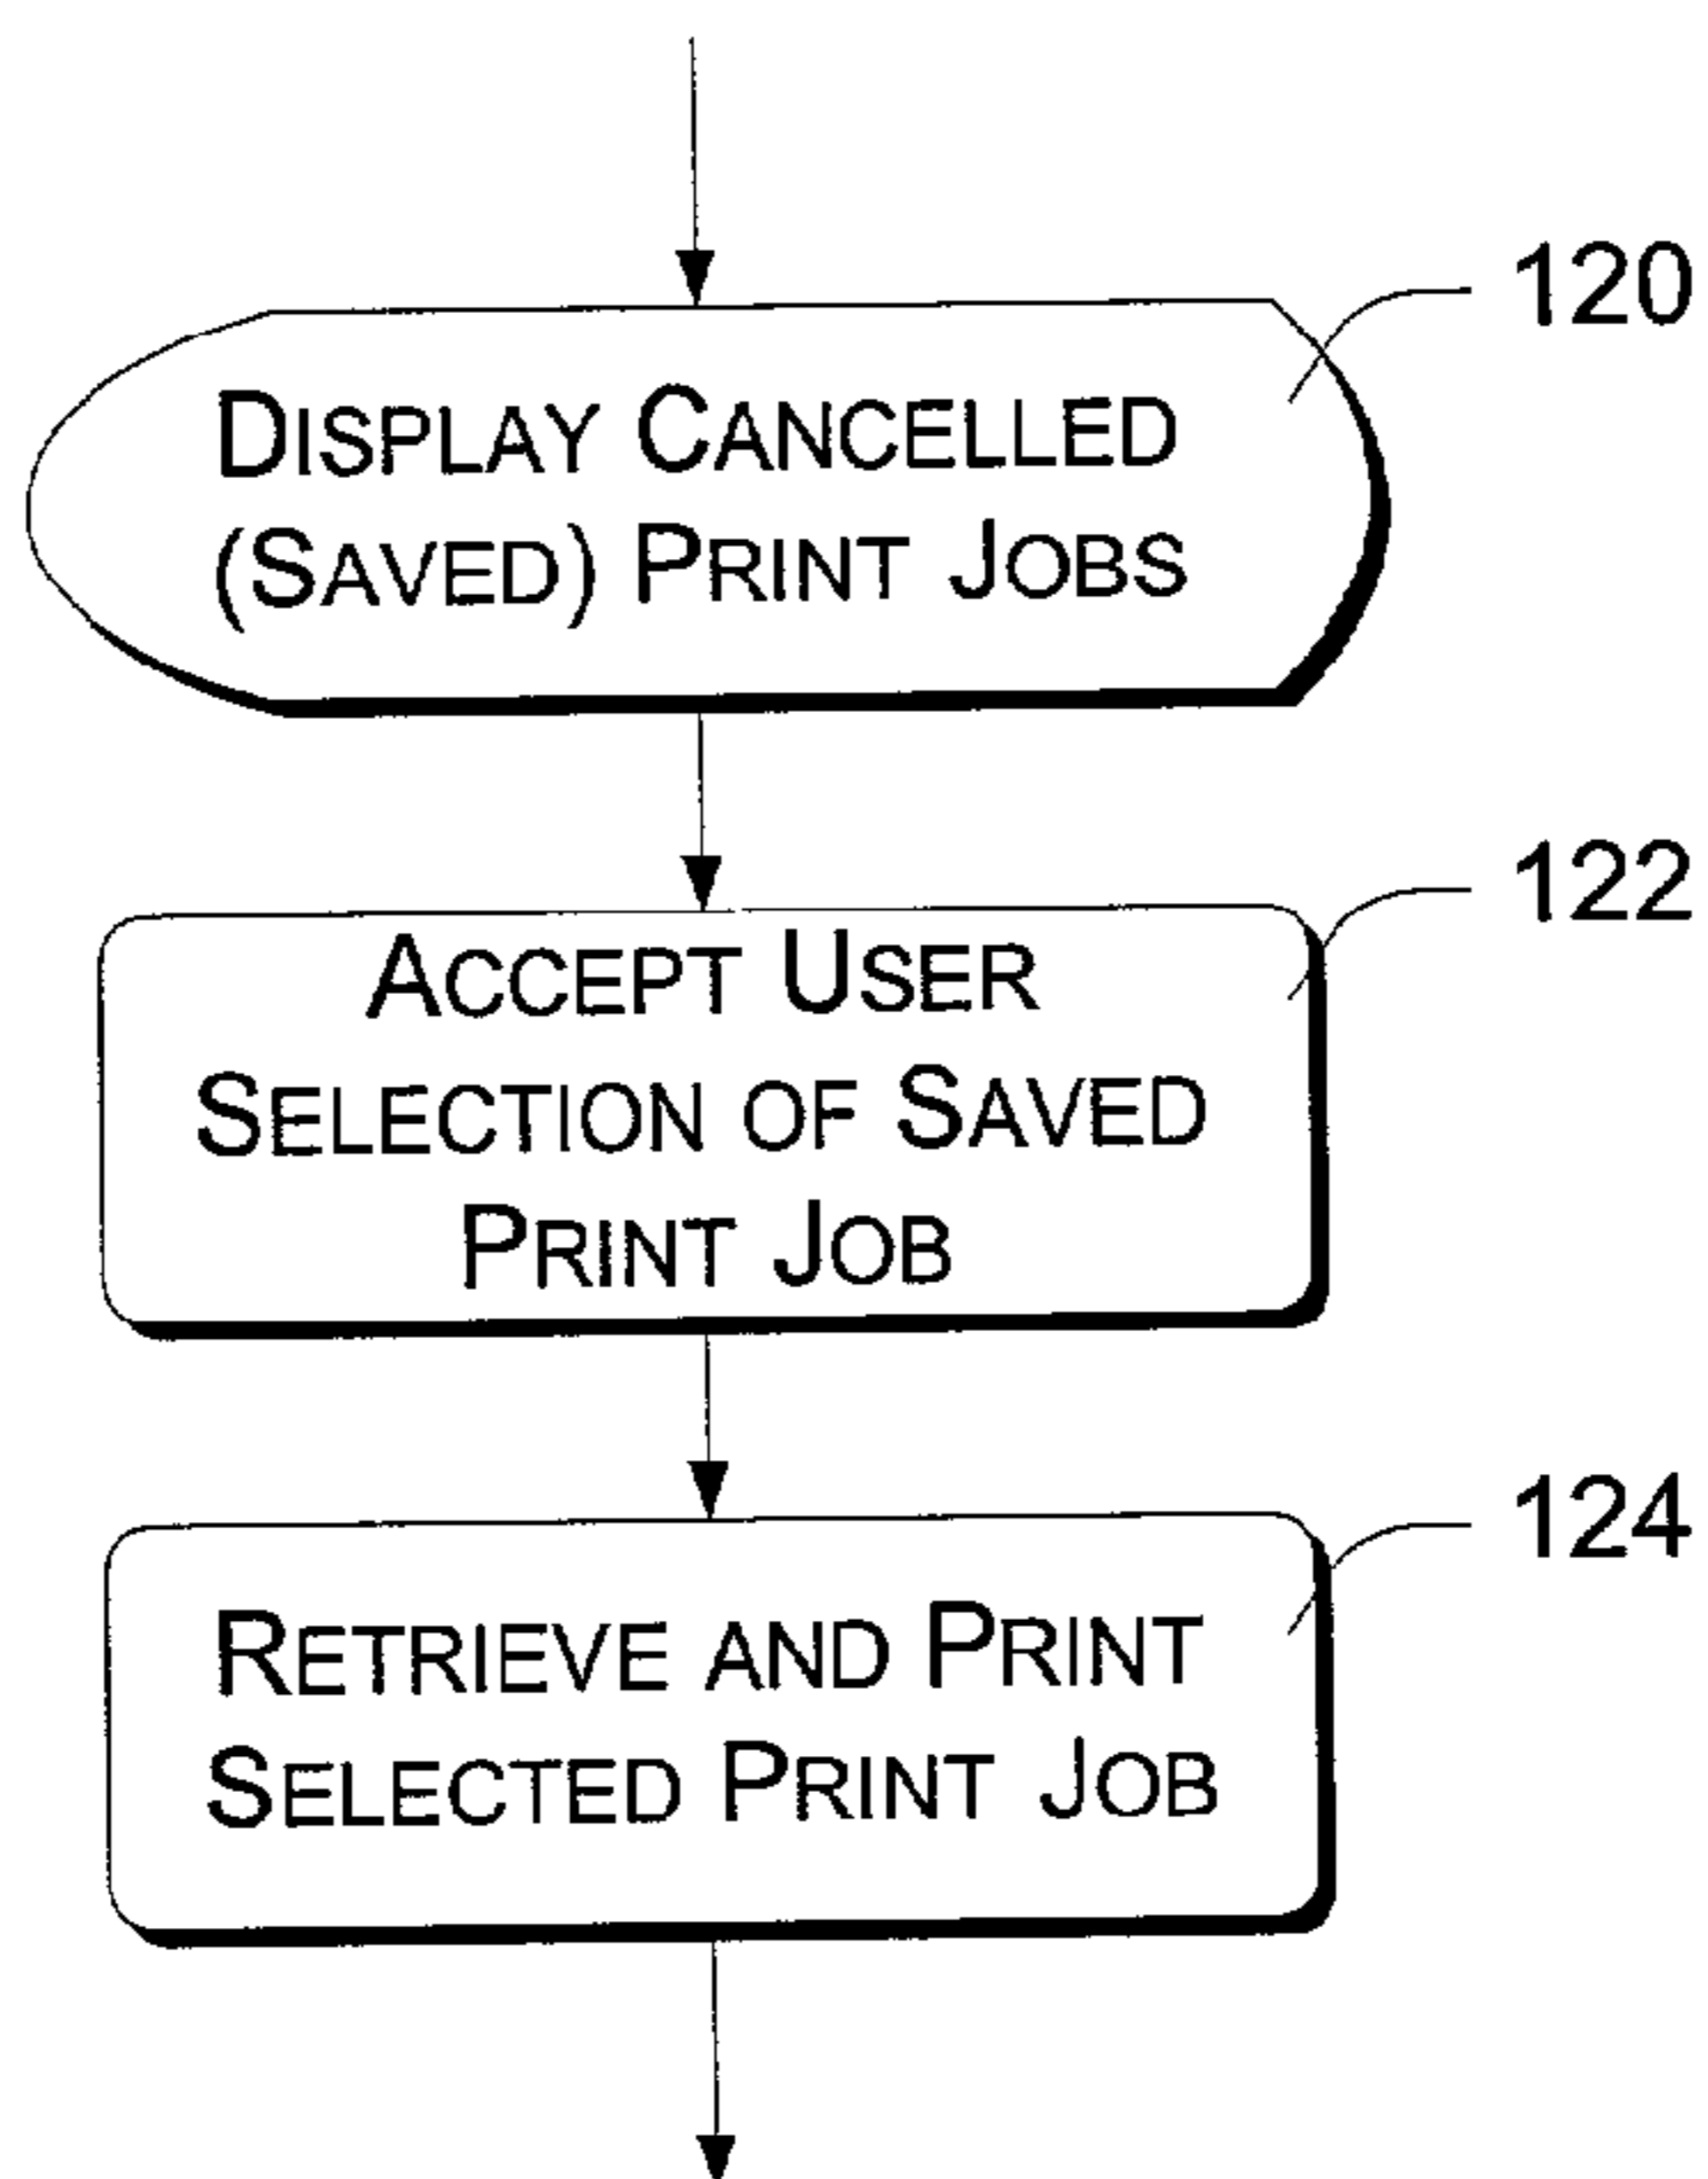 120
DISPLAY CANCELLED
(SAVED) PRINT JOBS
122
ACCEPT USER
SELECTION OF SAVED
PRINT JOB
124
RETRIEVE AND PRINT
SELECTED PRINT JOB